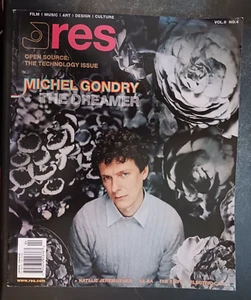 FILM | MUSIC | ART | DESIGN | CULTURE
res
VOL.8 NO.4
OPEN SOURCE:
THE TECHNOLOGY ISSUE
MICHEL GONDRY
THE DREAMER
www.res.com